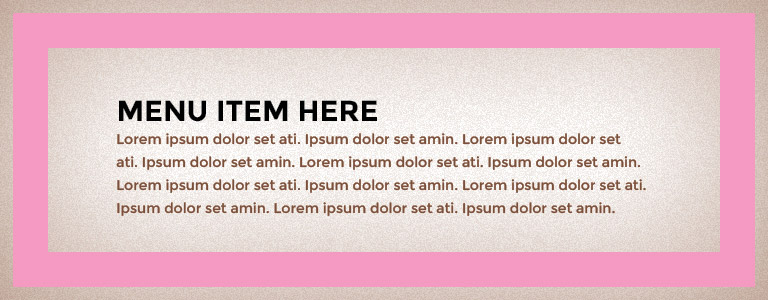 MENU ITEM HERE
Lorem ipsum dolor set ati. Ipsum dolor set amin. Lorem ipsum dolor set
ati. Ipsum dolor set amin. Lorem ipsum dolor set ati. Ipsum dolor set amin.
Lorem ipsum dolor set ati. Ipsum dolor set amin. Lorem ipsum dolor set ati.
Ipsum dolor set amin. Lorem ipsum dolor set ati. Ipsum dolor set amin.